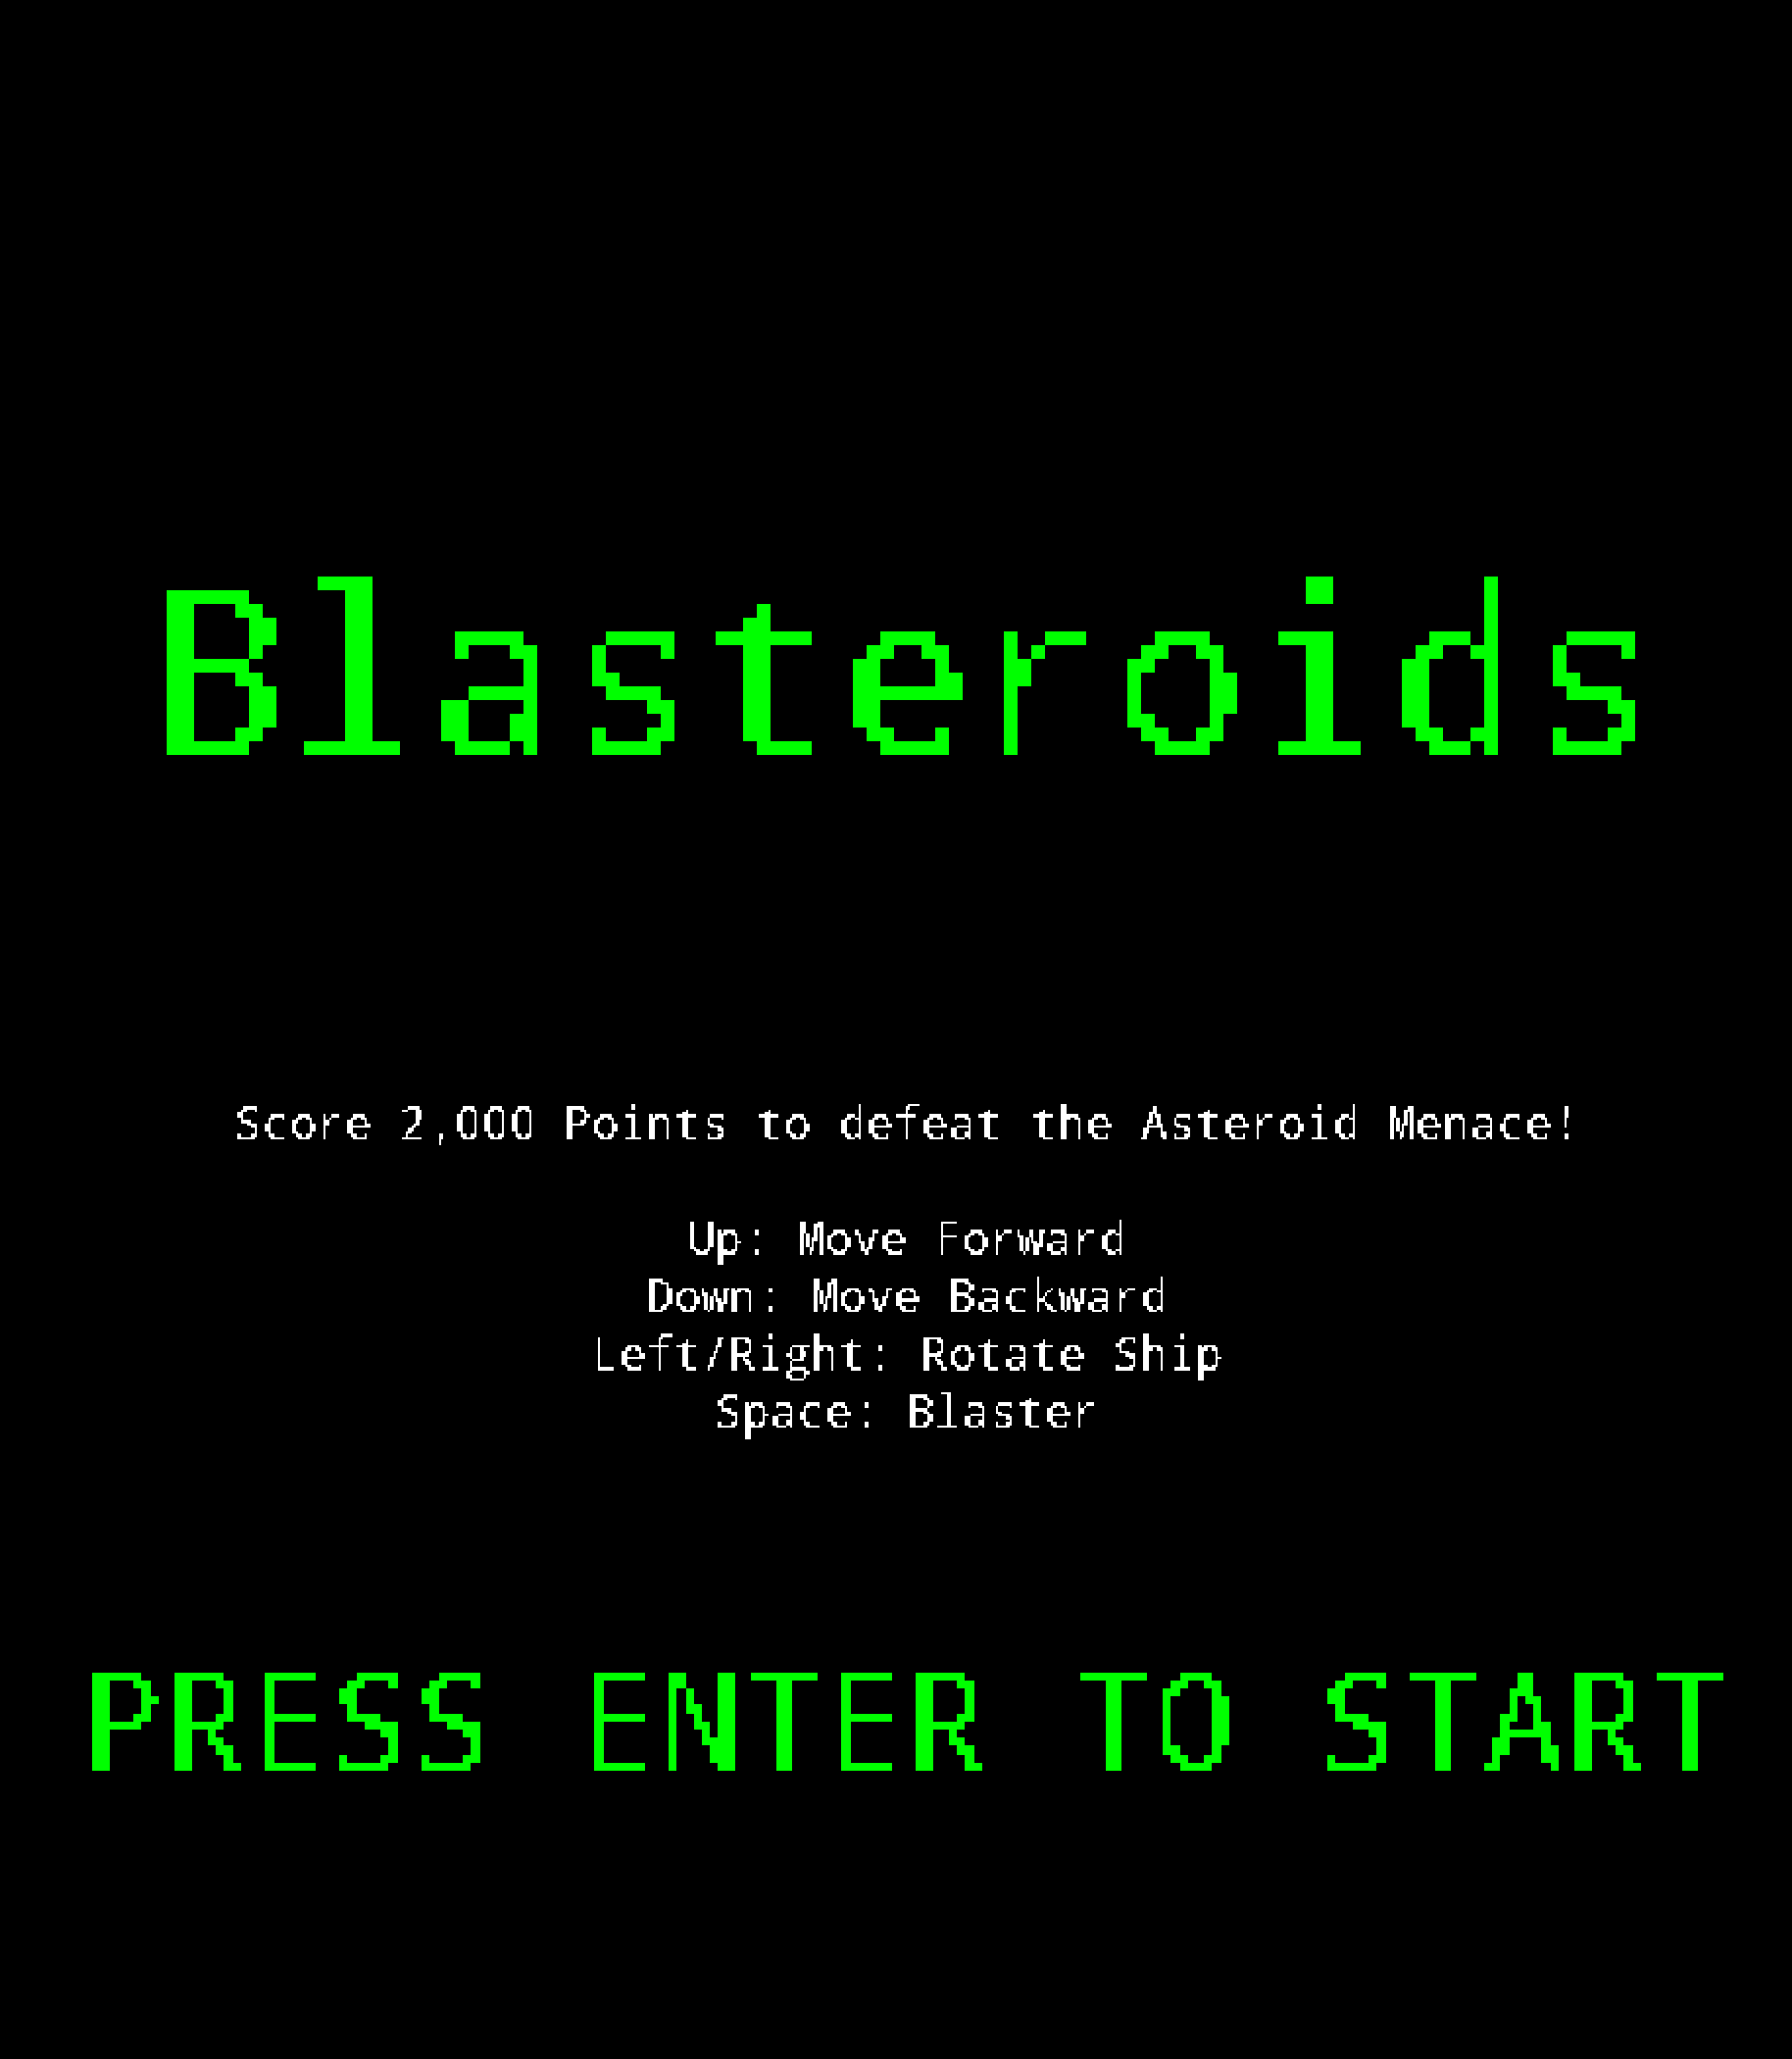 Blasteroids
Score 2,000 Points to defeat the Asteroid Menace!
Up: Move Forward
Down: Move Backward
Left/Right: Rotate Ship
Space: Blaster
PRESS ENTER TO START